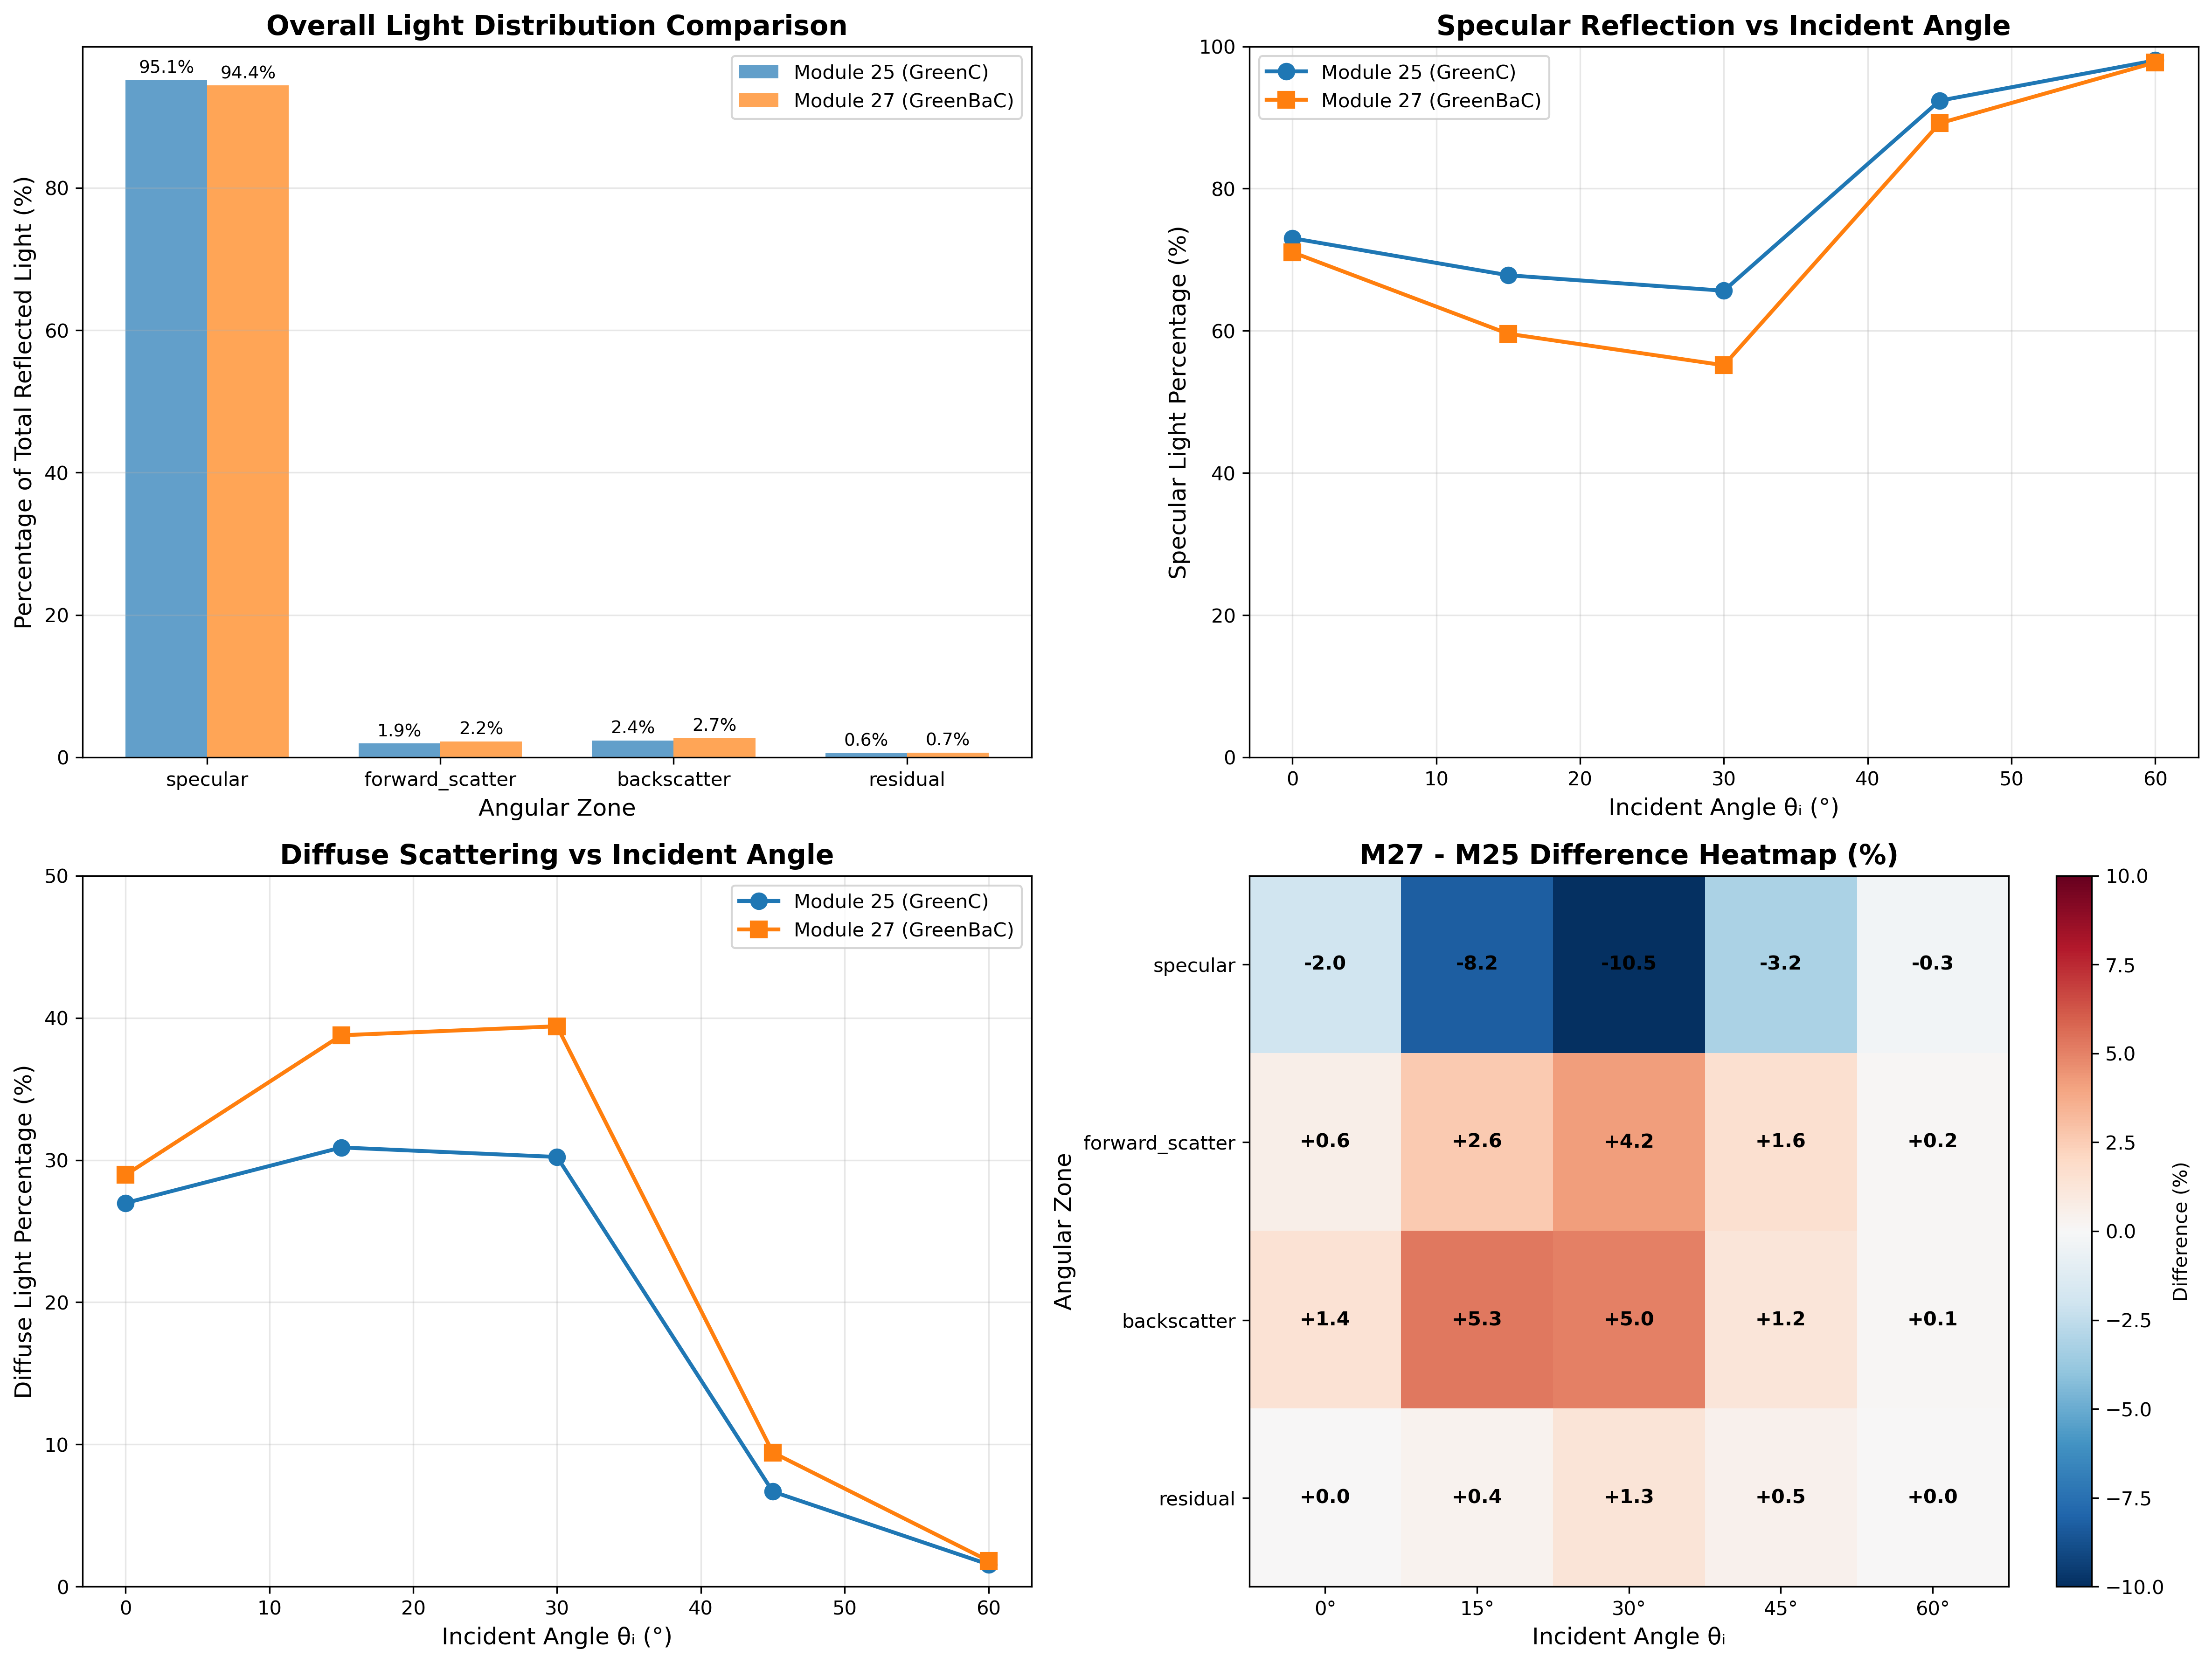 Overall Light Distribution Comparison
Percentage of Total Reflected Light (%)
80
60
40
20
0
95.1%
94.4%
1.9%
2.2%
2.4%
2.7%
0.6%
0.7%
Module 25 (GreenC)
Module 27 (GreenBaC)
specular
forward_scatter
backscatter
residual
Angular Zone
Specular Reflection vs Incident Angle
Specular Light Percentage (%)
100
80
60
40
20
0
Module 25 (GreenC)
Module 27 (GreenBaC)
0
10
20
30
40
50
60
Incident Angle θᵢ (°)
Diffuse Scattering vs Incident Angle
Diffuse Light Percentage (%)
50
40
30
20
10
0
Module 25 (GreenC)
Module 27 (GreenBaC)
0
10
20
30
40
50
60
Incident Angle θᵢ (°)
M27 - M25 Difference Heatmap (%)
Angular Zone
specular
-2.0
-8.2
-10.5
-3.2
-0.3
forward_scatter
+0.6
+2.6
+4.2
+1.6
+0.2
backscatter
+1.4
+5.3
+5.0
+1.2
+0.1
residual
+0.0
+0.4
+1.3
+0.5
+0.0
0°
15°
30°
45°
60°
Incident Angle θᵢ
10.0
7.5
5.0
2.5
0.0
−2.5
−5.0
−7.5
−10.0
Difference (%)